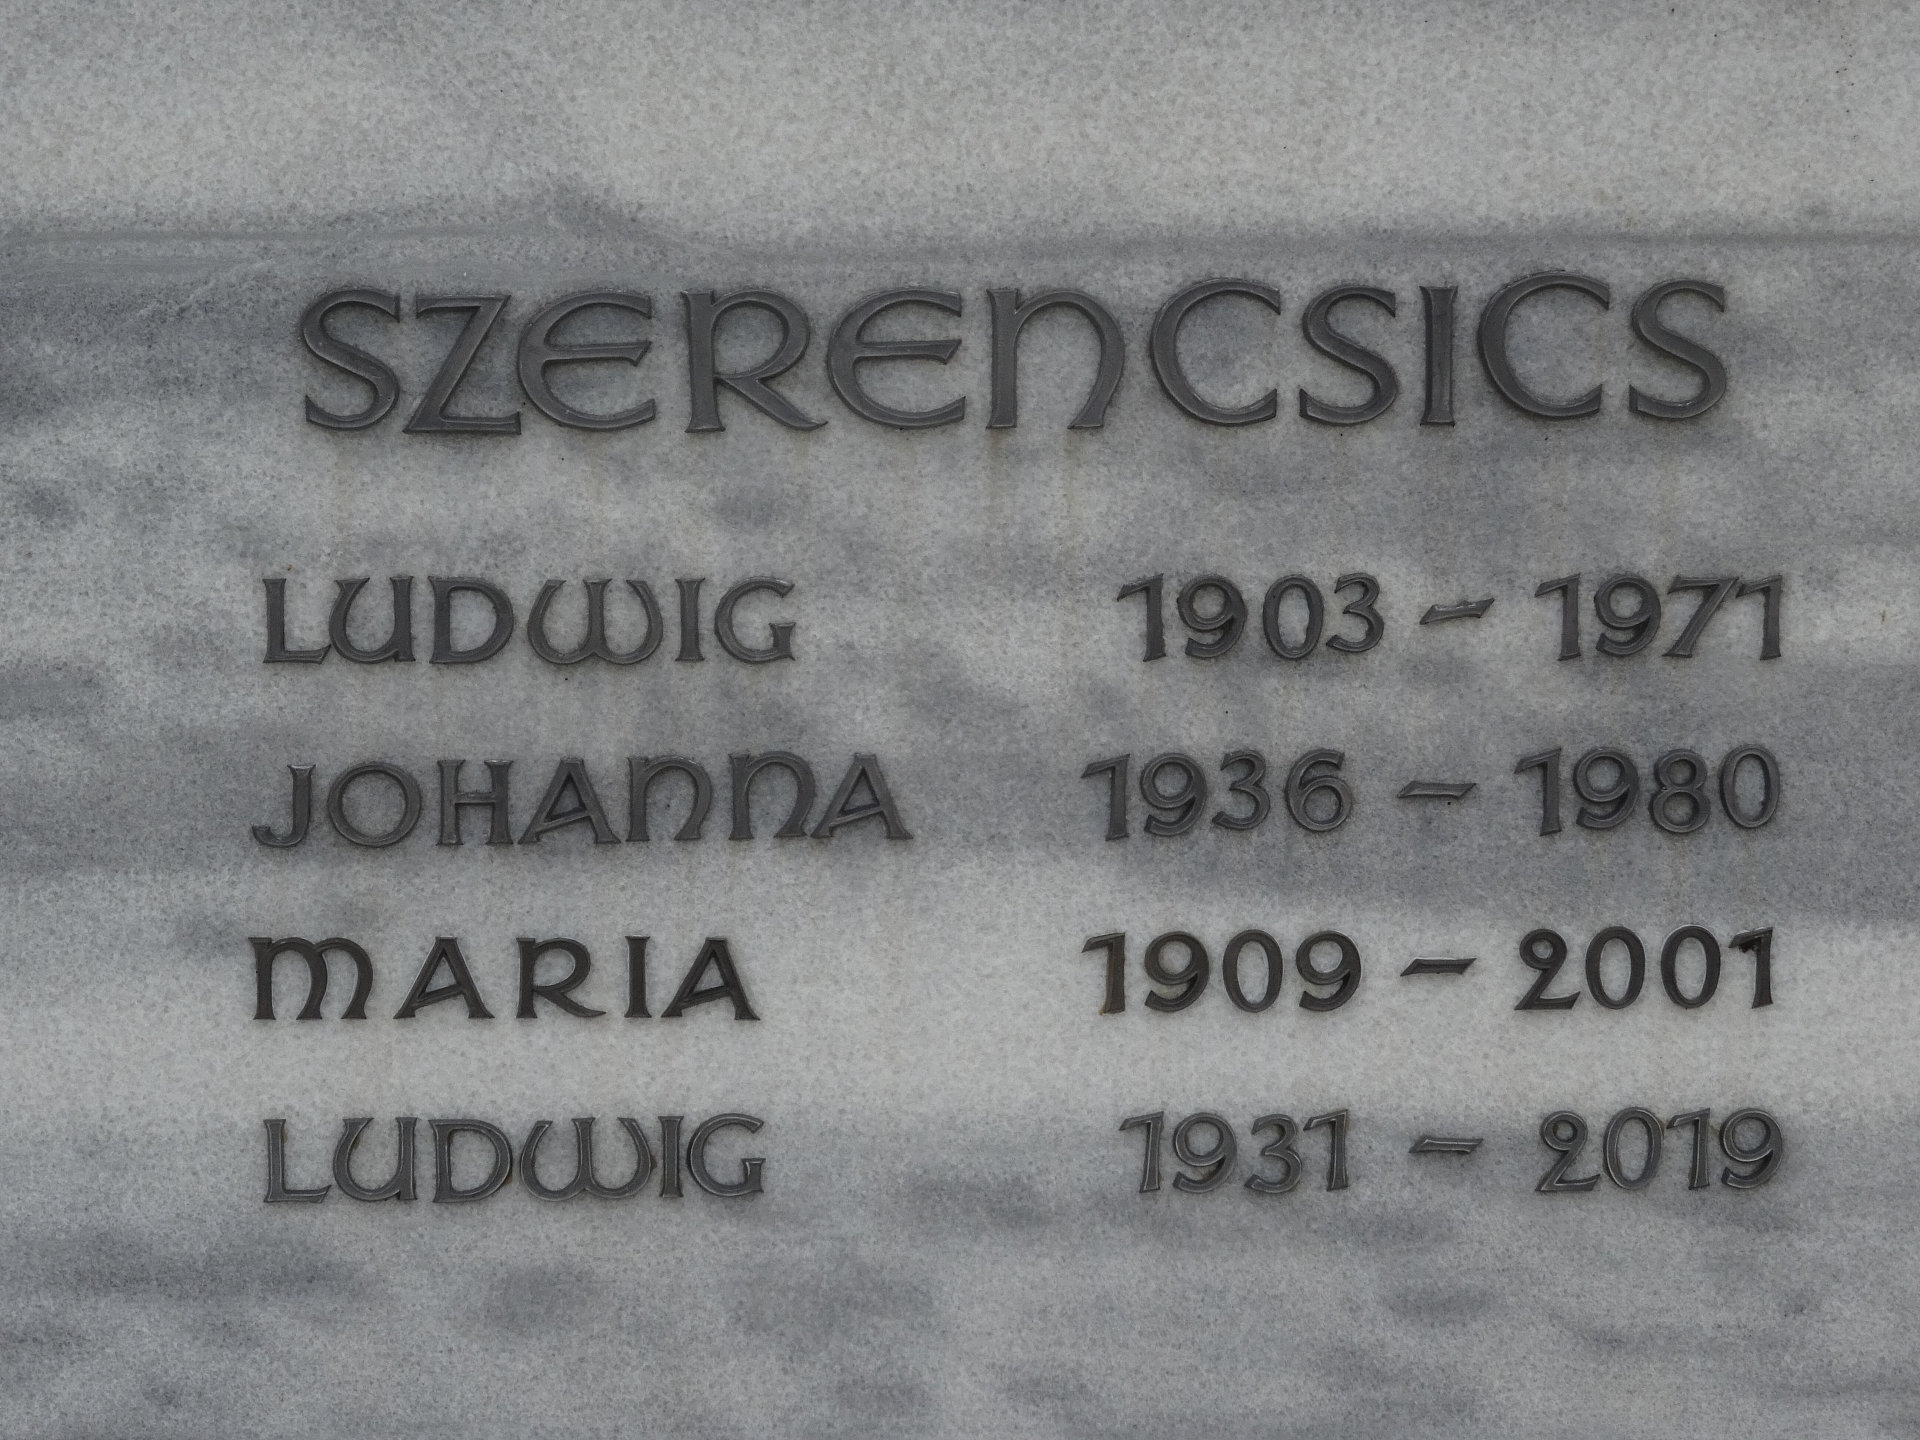 SZERENCSICS
LUDWIG 1903 - 1971
JOHANNA 1936 - 1980
MARIA 1909 - 2001
LUDWIG 1931 - 2019